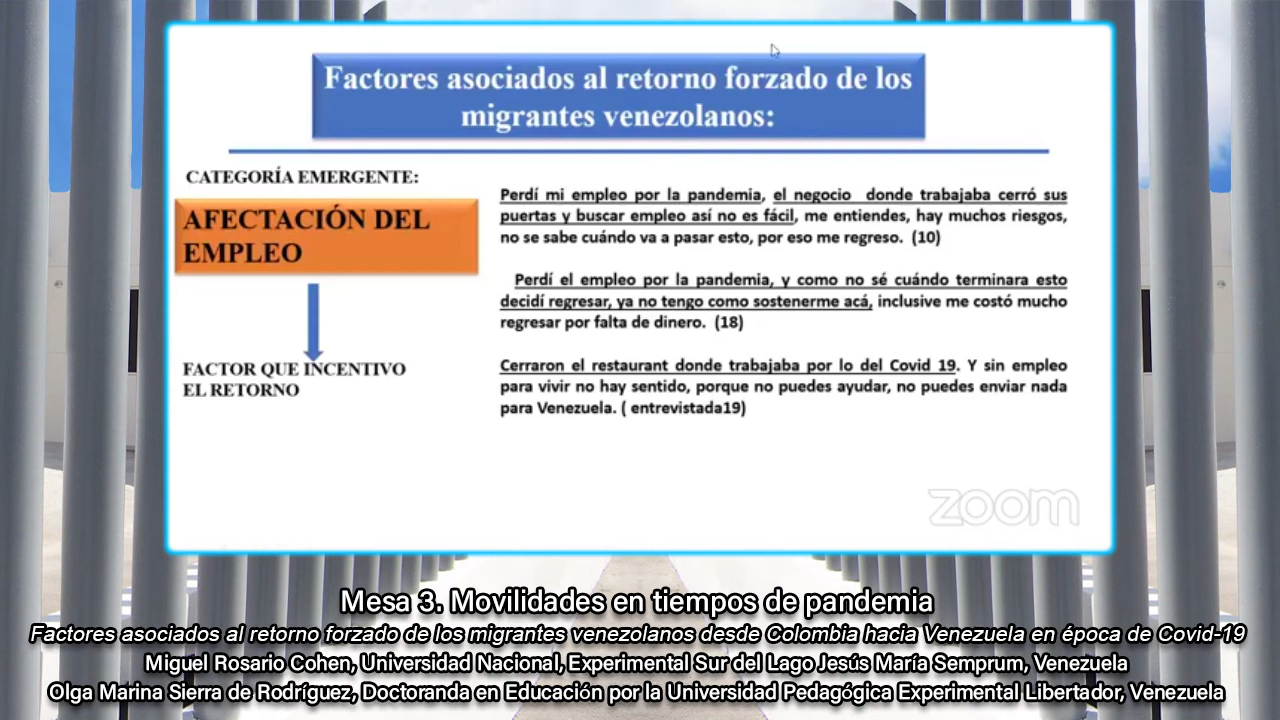 Factores asociados al retorno forzado de los
migrantes venezolanos:
CATEGORÍA EMERGENTE:
AFECTACIÓN DEL
EMPLEO
FACTOR QUE INCENTIVO
EL RETORNO
Perdí mi empleo por la pandemia, el negocio donde trabajaba cerró sus
puertas y buscar empleo así no es fácil, me entiendes, hay muchos riesgos,
no se sabe cuándo va a pasar esto, por eso me regreso. (10)
Perdí el empleo por la pandemia, y como no sé cuándo terminara esto
decidí regresar, ya no tengo como sostenerme acá, inclusive me costó mucho
regresar por falta de dinero. (18)
Cerraron el restaurant donde trabajaba por lo del Covid 19. Y sin empleo
para vivir no hay sentido, porque no puedes ayudar, no puedes enviar nada
para Venezuela. ( entrevistada19)
zoom
Mesa 3. Movilidades en tiempos de pandemia
Factores asociados al retorno forzado de los migrantes venezolanos desde Colombia hacia Venezuela en época de Covid-19
Miguel Rosario Cohen, Universidad Nacional, Experimental Sur del Lago Jesús María Semprum, Venezuela
Olga Marina Sierra de Rodríguez, Doctoranda en Educación por la Universidad Pedagógica Experimental Libertador, Venezuela